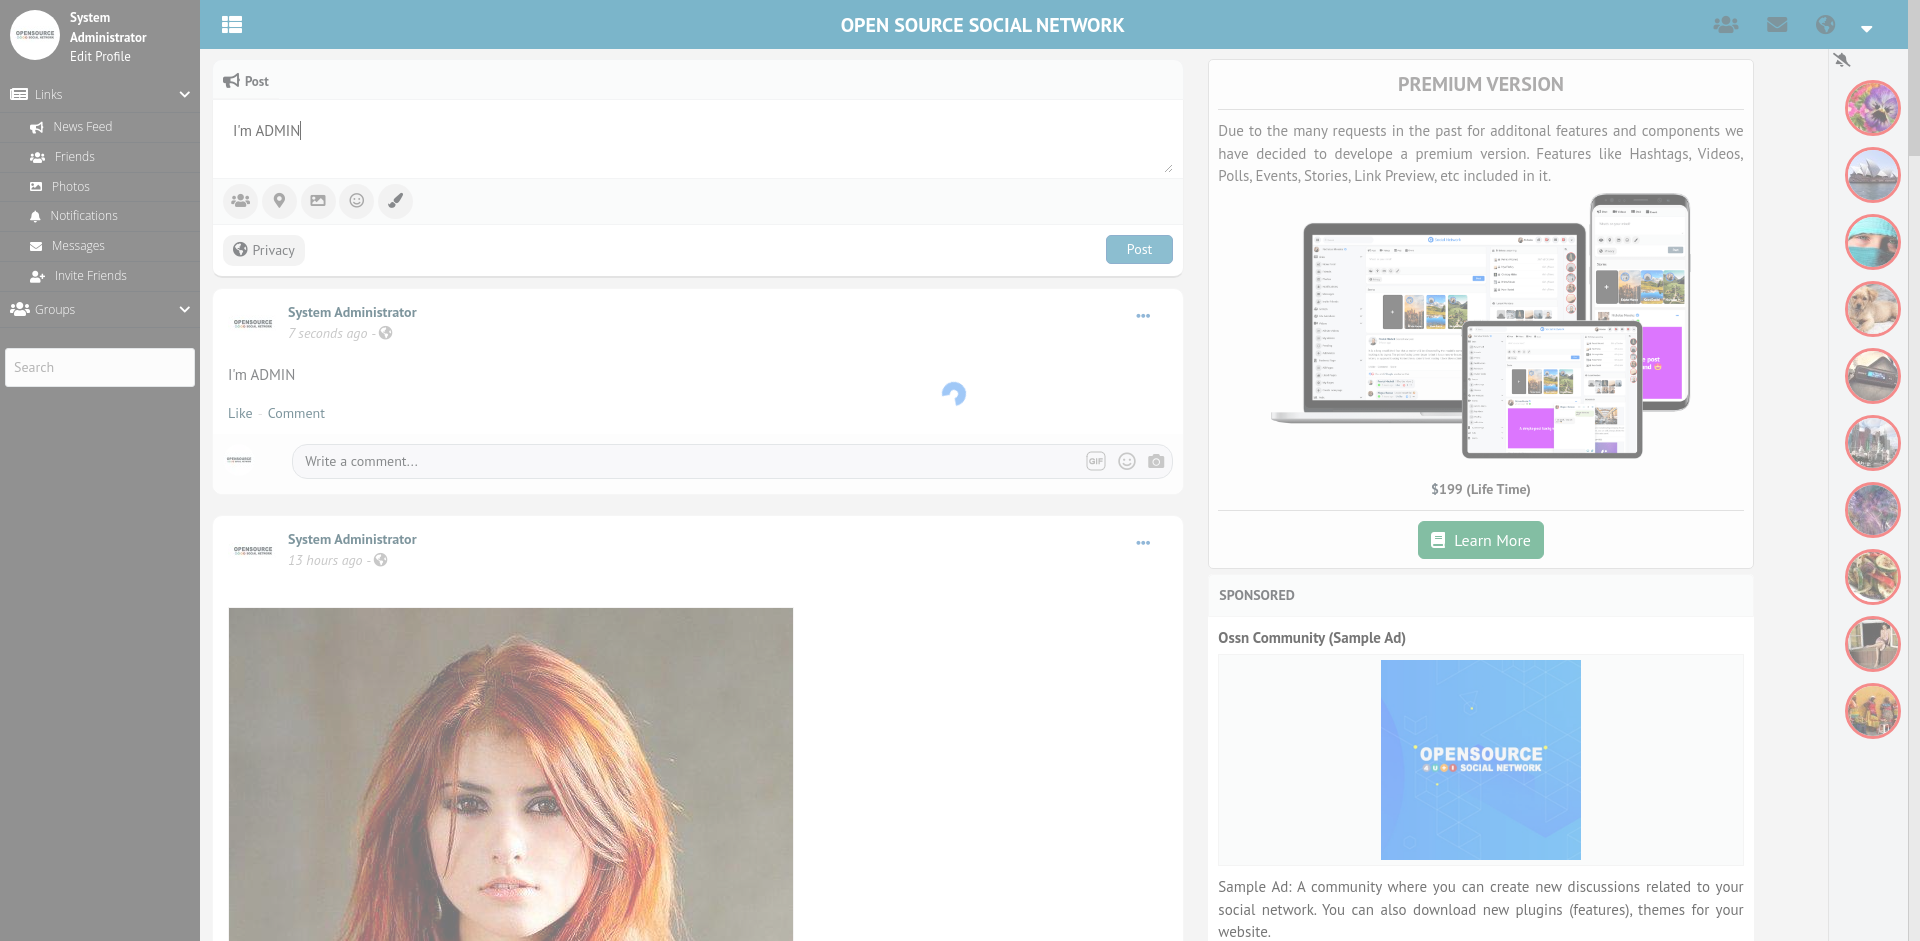 System
Administrator
Edit Profile
Links
News Feed
Friends
Photos
Notifications
Messages
Invite Friends
Groups
Search
OPEN SOURCE SOCIAL NETWORK
Post
I'm ADMIN
Privacy
Post
System Administrator
7 seconds ago -
I'm ADMIN
Like - Comment
Write a comment...
GIF
System Administrator
13 hours ago -
PREMIUM VERSION
Due to the many requests in the past for additonal features and components we
have decided to develope a premium version. Features like Hashtags, Videos,
Polls, Events, Stories, Link Preview, etc included in it.
$199 (Life Time)
Learn More
SPONSORED
Ossn Community (Sample Ad)
OPENSOURCE
SOCIAL NETWORK
Sample Ad: A community where you can create new discussions related to your
social network. You can also download new plugins (features), themes for your
website.